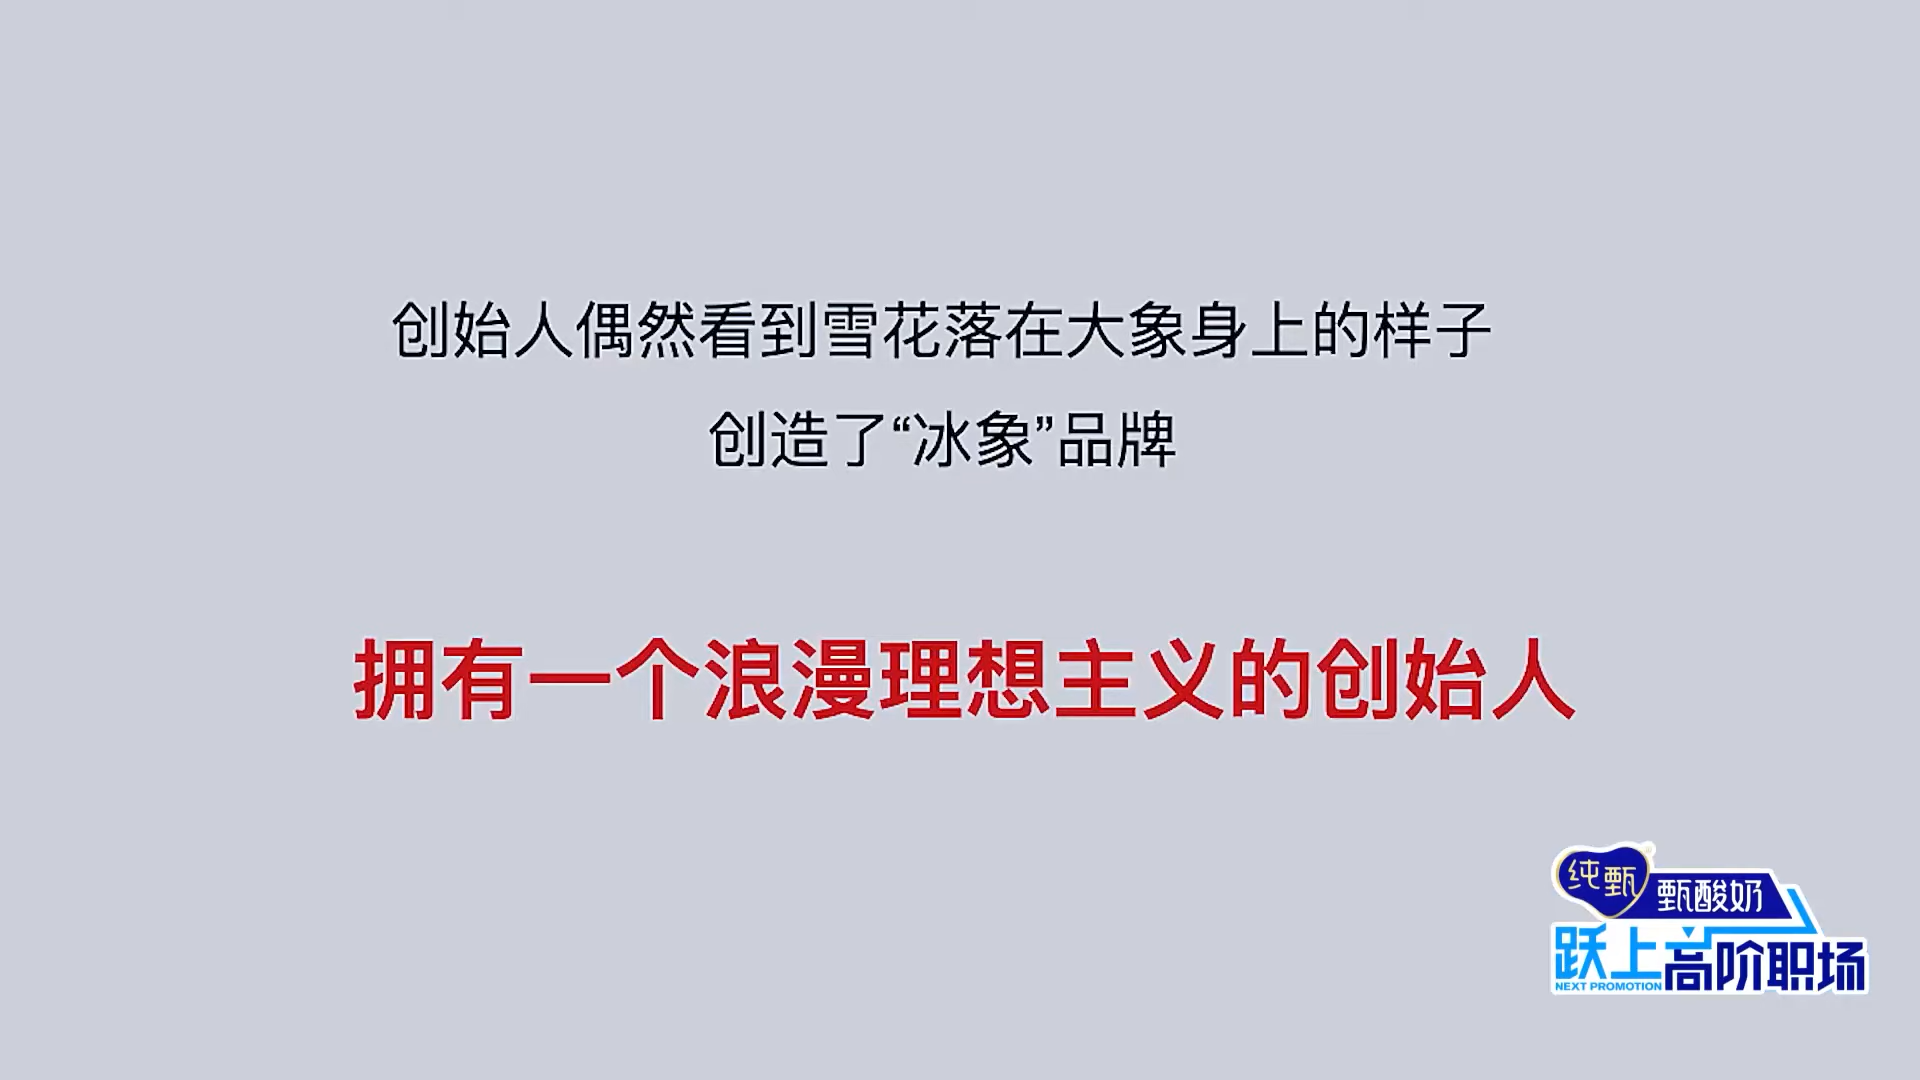 创始人偶然看到雪花落在大象身上的样子
创造了“冰象”品牌
拥有一个浪漫理想主义的创始人
纯甄
甄酸奶
跃上高阶职场
NEXT PROMOTION